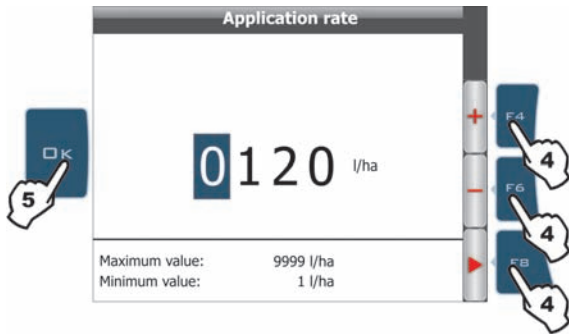 Application rate
+
F4
4
OK
5
0120 l/ha
-
F6
4
Maximum value: 9999 l/ha
Minimum value: 1 l/ha
F8
4